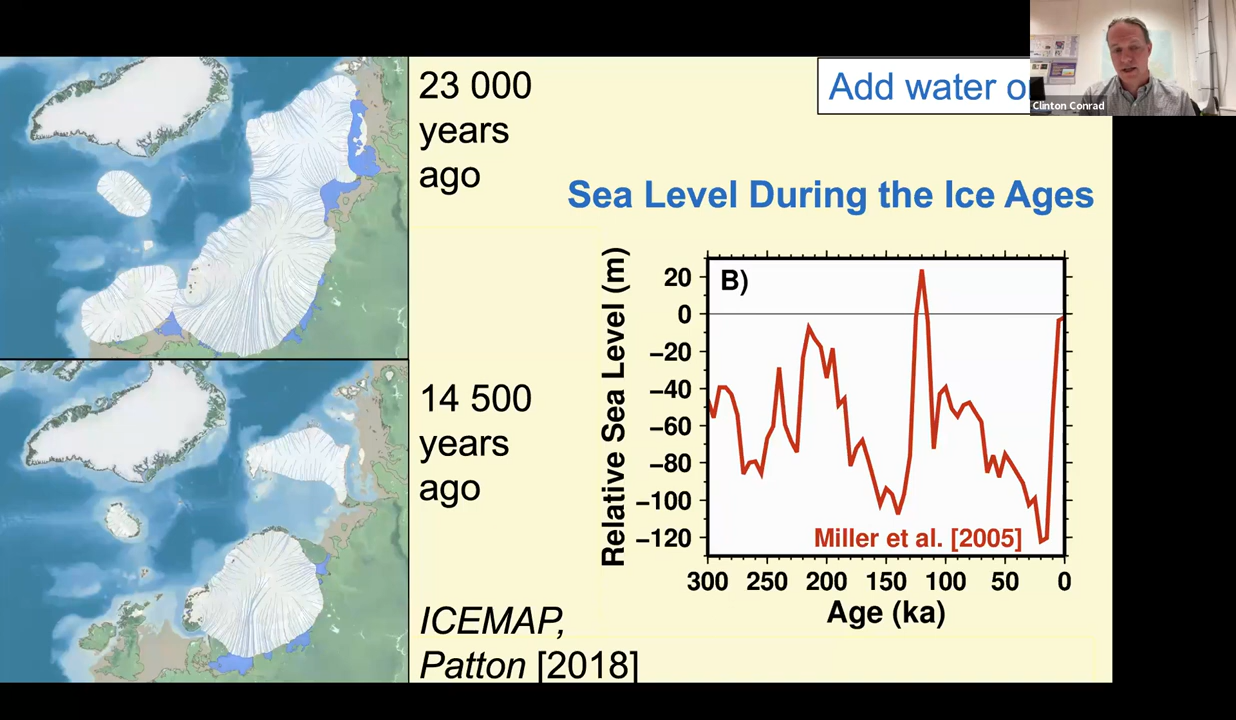 23 000
years
ago
Add water o
Clinton Conrad
Sea Level During the Ice Ages
B)
Relative Sea Level (m)
20
0
−20
−40
−60
−80
−100
−120
Miller et al. [2005]
300 250 200 150 100 50 0
Age (ka)
14 500
years
ago
ICEMAP,
Patton [2018]